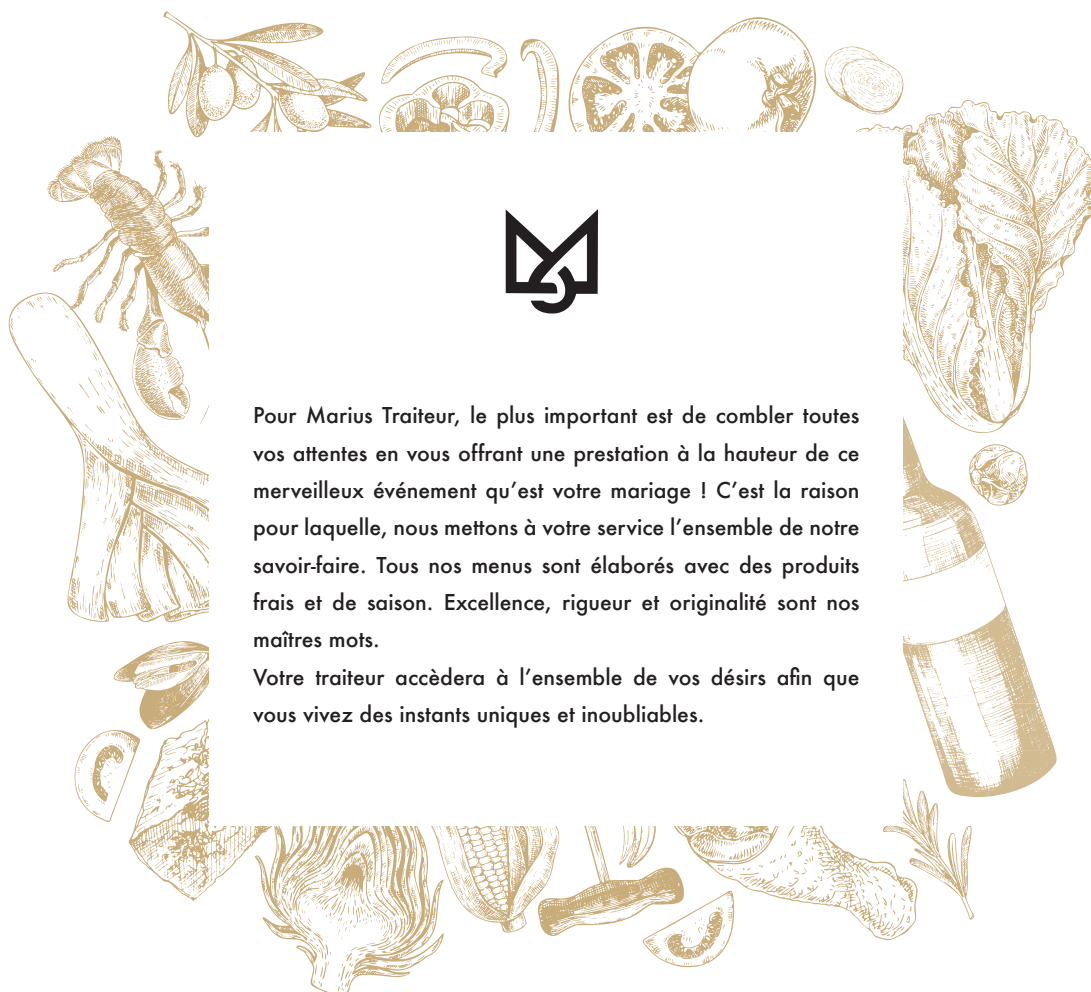 Pour Marius Traiteur, le plus important est de combler toutes
vos attentes en vous offrant une prestation à la hauteur de ce
merveilleux événement qu’est votre mariage ! C’est la raison
pour laquelle, nous mettons à votre service l’ensemble de notre
savoir-faire. Tous nos menus sont élaborés avec des produits
frais et de saison. Excellence, rigueur et originalité sont nos
maîtres mots.
Votre traiteur accèdera à l’ensemble de vos désirs afin que
vous vivez des instants uniques et inoubliables.